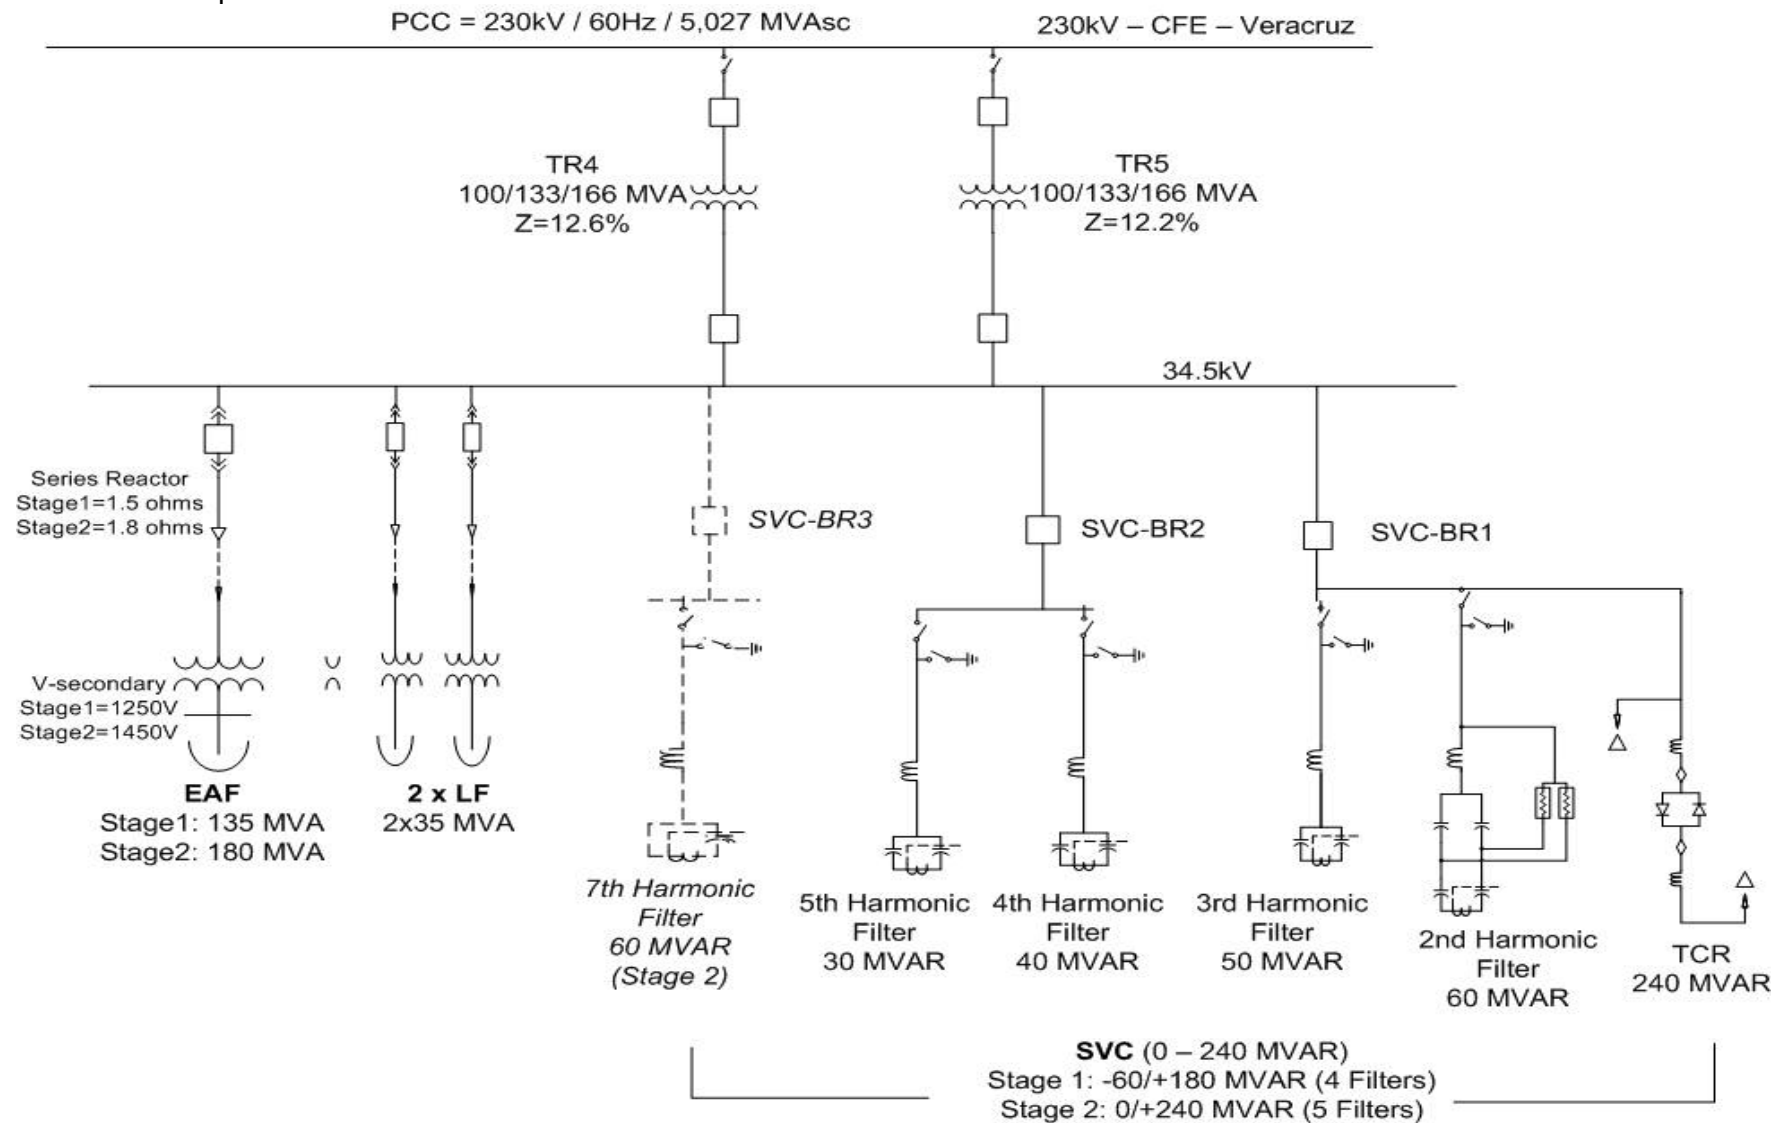 PCC = 230kV / 60Hz / 5,027 MVAsc
230kV – CFE – Veracruz
TR4
100/133/166 MVA
Z=12.6%
TR5
100/133/166 MVA
Z=12.2%
34.5kV
Series Reactor
Stage1=1.5 ohms
Stage2=1.8 ohms
SVC-BR3
SVC-BR2
SVC-BR1
V-secondary
Stage1=1250V
Stage2=1450V
EAF
Stage1: 135 MVA
Stage2: 180 MVA
2 x LF
2x35 MVA
7th Harmonic
Filter
60 MVAR
(Stage 2)
5th Harmonic
Filter
30 MVAR
4th Harmonic
Filter
40 MVAR
3rd Harmonic
Filter
50 MVAR
2nd Harmonic
Filter
60 MVAR
TCR
240 MVAR
SVC (0 – 240 MVAR)
Stage 1: -60/+180 MVAR (4 Filters)
Stage 2: 0/+240 MVAR (5 Filters)